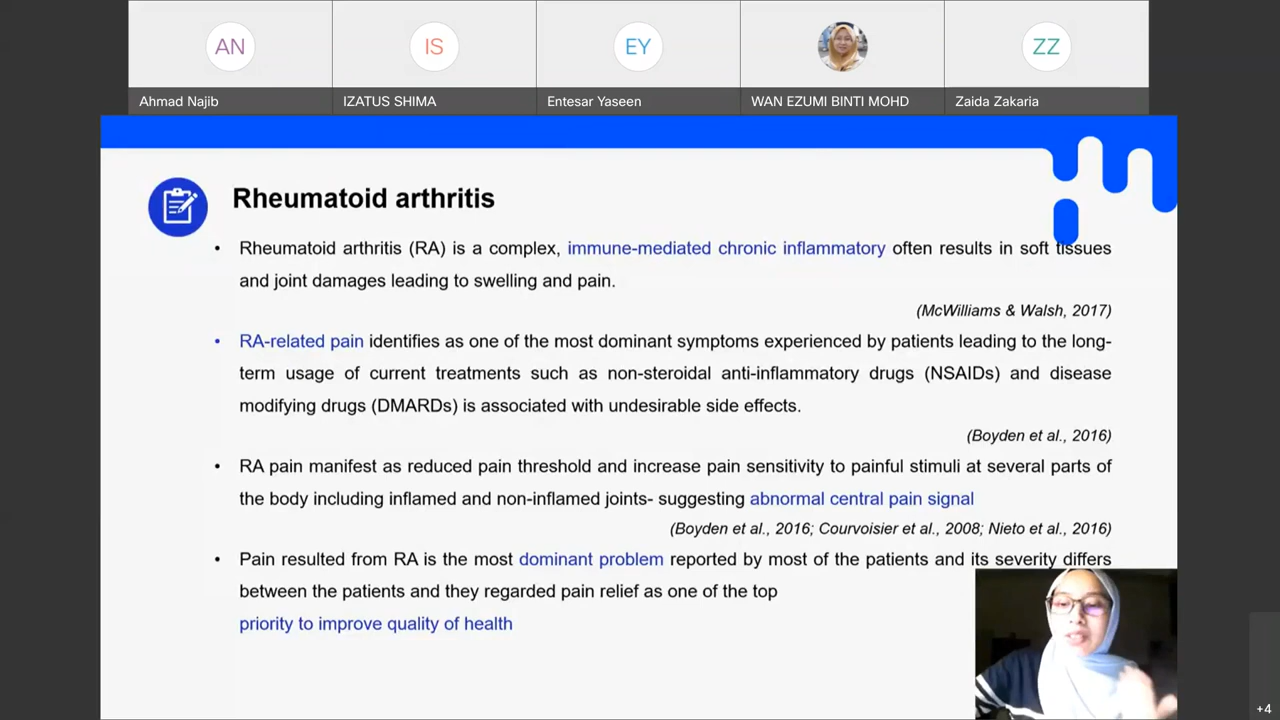 AN
IS
EY
ZZ
Ahmad Najib
IZATUS SHIMA
Entesar Yaseen
WAN EZUMI BINTI MOHD
Zaida Zakaria
Rheumatoid arthritis
• Rheumatoid arthritis (RA) is a complex, immune-mediated chronic inflammatory often results in soft tissues
and joint damages leading to swelling and pain.
(McWilliams & Walsh, 2017)
• RA-related pain identifies as one of the most dominant symptoms experienced by patients leading to the long-
term usage of current treatments such as non-steroidal anti-inflammatory drugs (NSAIDs) and disease
modifying drugs (DMARDs) is associated with undesirable side effects.
(Boyden et al., 2016)
• RA pain manifest as reduced pain threshold and increase pain sensitivity to painful stimuli at several parts of
the body including inflamed and non-inflamed joints- suggesting abnormal central pain signal
(Boyden et al., 2016; Courvoisier et al., 2008; Nieto et al., 2016)
• Pain resulted from RA is the most dominant problem reported by most of the patients and its severity differs
between the patients and they regarded pain relief as one of the top
priority to improve quality of health
+4